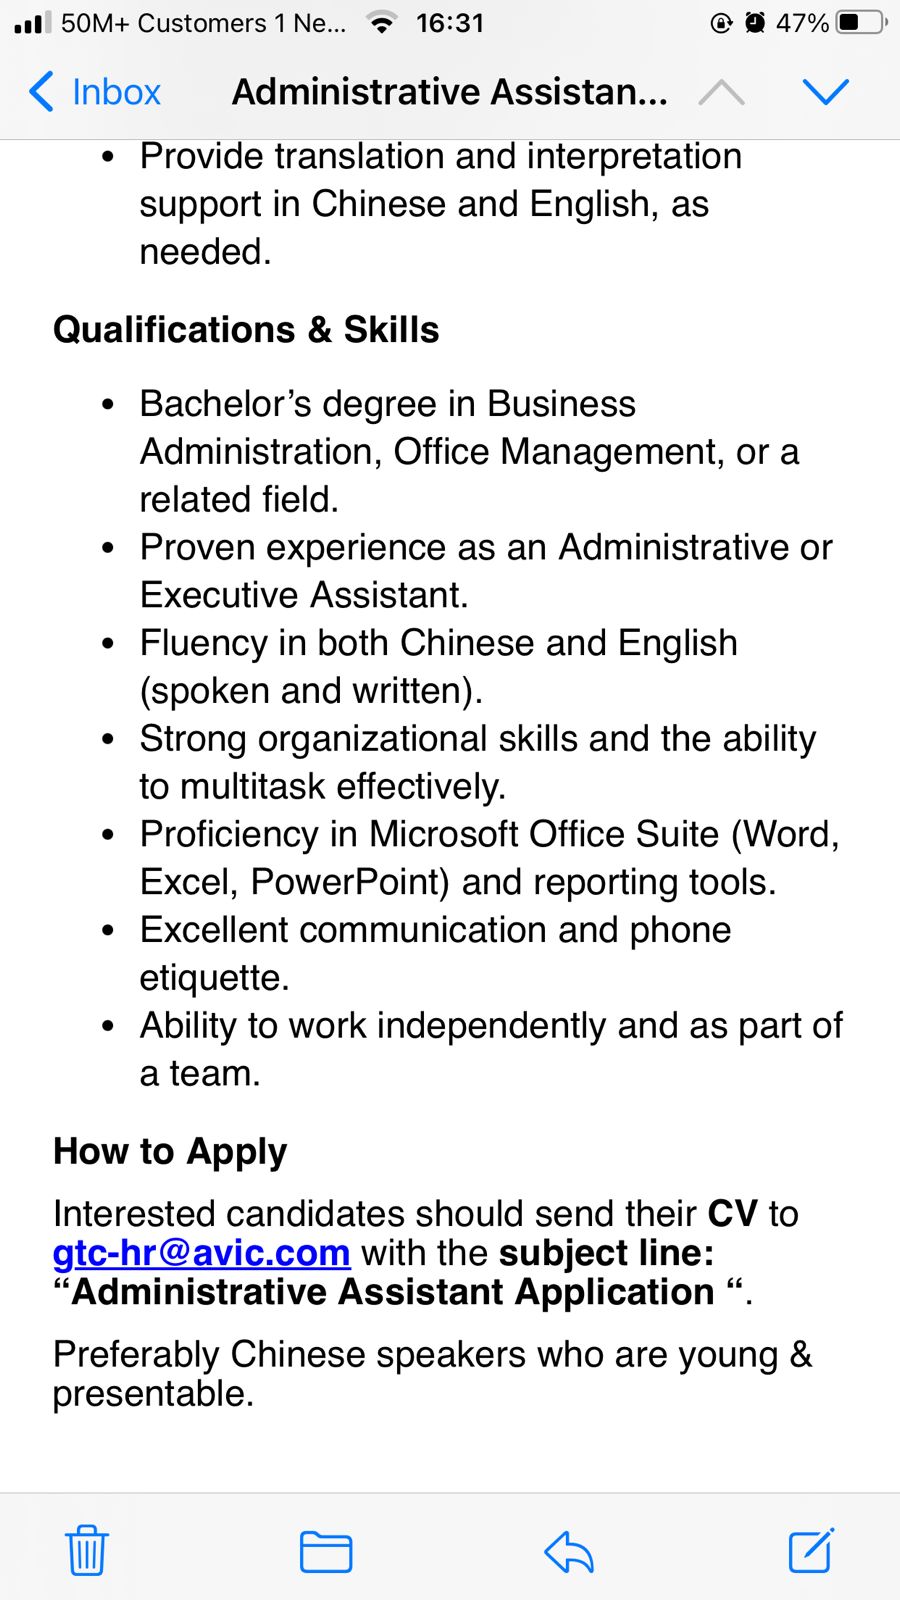 50M+ Customers 1 Ne... 16:31 47%
Inbox Administrative Assistan...
• Provide translation and interpretation
support in Chinese and English, as
needed.
Qualifications & Skills
• Bachelor’s degree in Business
Administration, Office Management, or a
related field.
• Proven experience as an Administrative or
Executive Assistant.
• Fluency in both Chinese and English
(spoken and written).
• Strong organizational skills and the ability
to multitask effectively.
• Proficiency in Microsoft Office Suite (Word,
Excel, PowerPoint) and reporting tools.
• Excellent communication and phone
etiquette.
• Ability to work independently and as part of
a team.
How to Apply
Interested candidates should send their CV to
gtc-hr@avic.com with the subject line:
“Administrative Assistant Application “.
Preferably Chinese speakers who are young &
presentable.